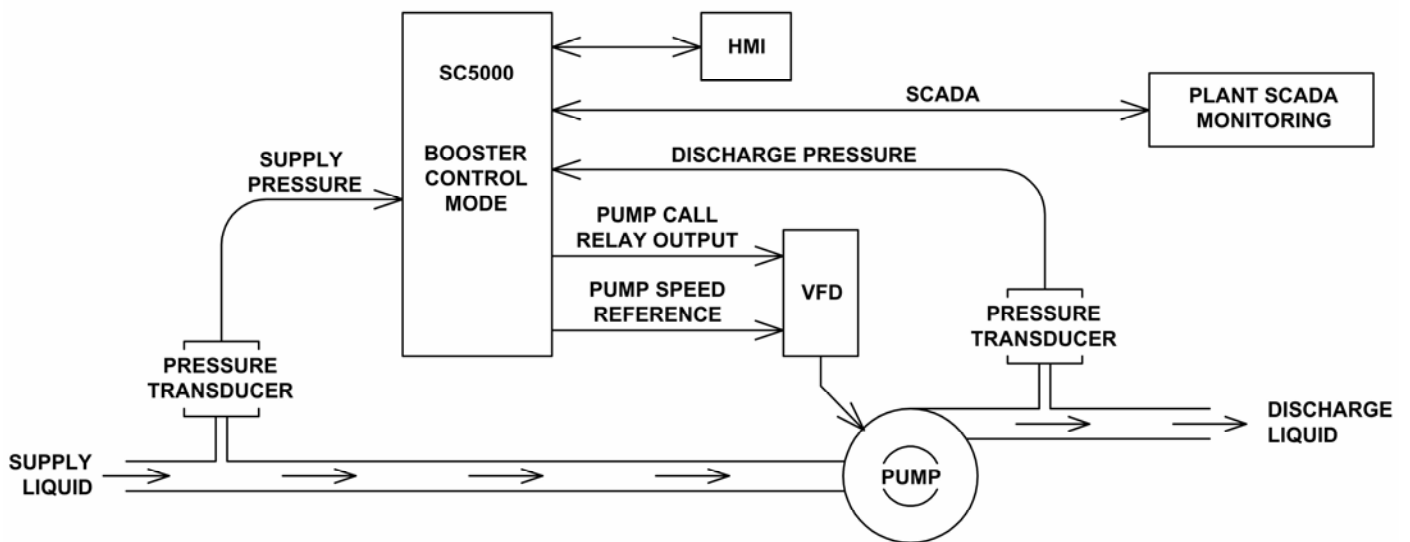 SC5000
BOOSTER
CONTROL
MODE
HMI
SCADA
PLANT SCADA
MONITORING
SUPPLY
PRESSURE
DISCHARGE PRESSURE
PUMP CALL
RELAY OUTPUT
PUMP SPEED
REFERENCE
VFD
PRESSURE
TRANSDUCER
PRESSURE
TRANSDUCER
SUPPLY
LIQUID
PUMP
DISCHARGE
LIQUID